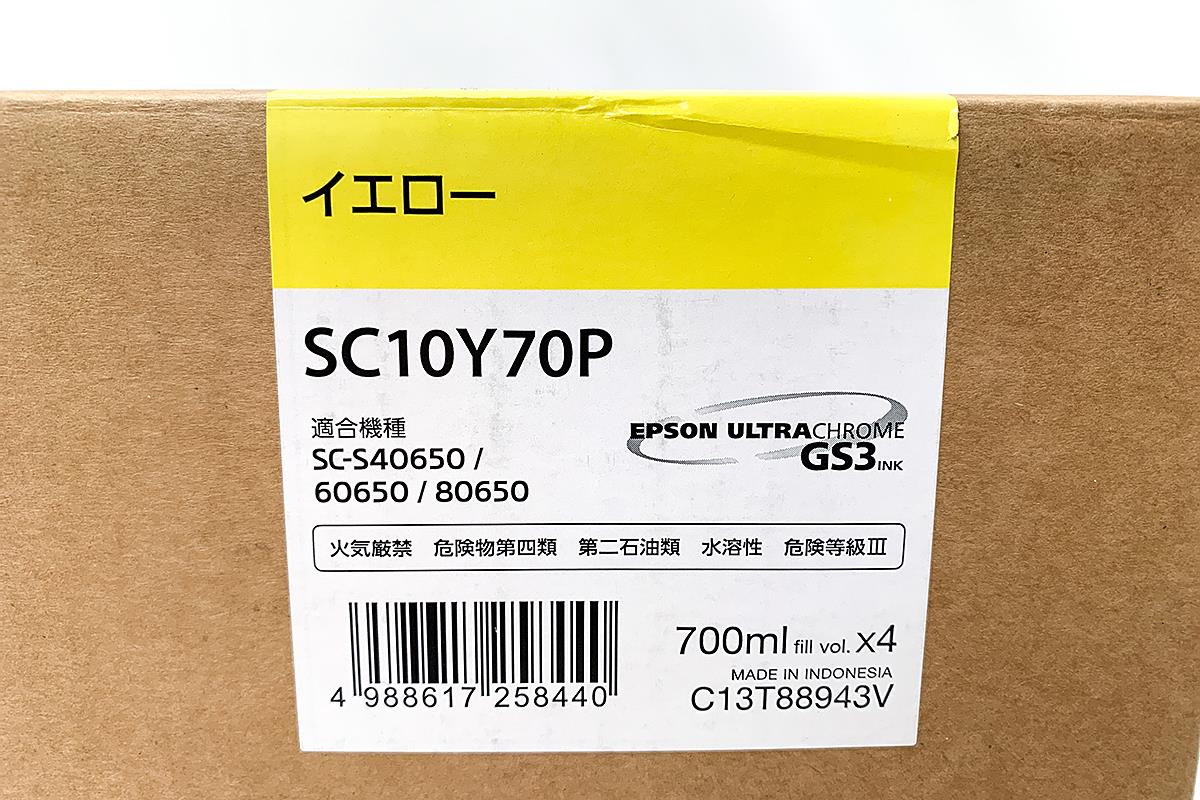 イエロー
SC10Y70P
適合機種
SC-S40650 /
60650 / 80650
EPSON ULTRACHROME
GS3 INK
火気厳禁 危険物第四類 第二石油類 水溶性 危険等級Ⅲ
4 988617 258440
700ml fill vol. x4
MADE IN INDONESIA
C13T88943V